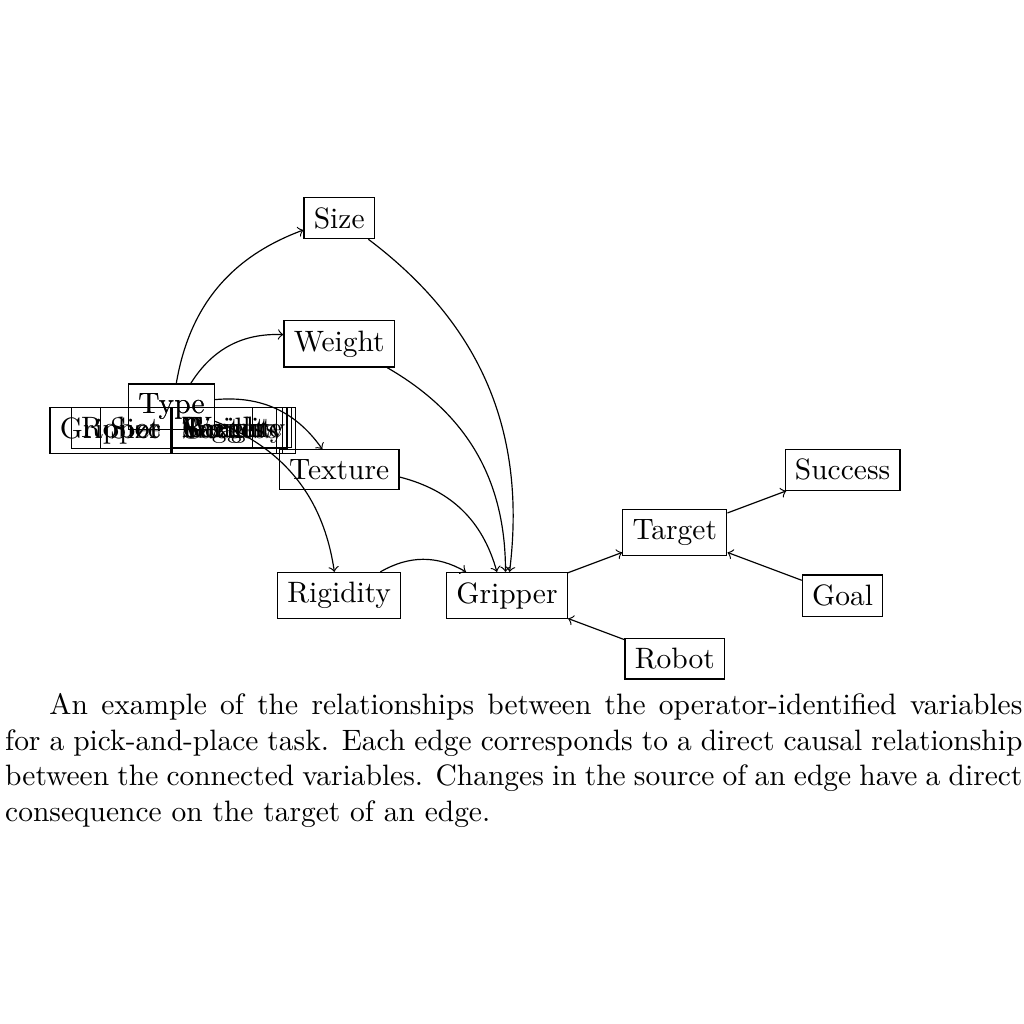 Size
Weight
Type
Size
Texture
Success
Target
Rigidity
Gripper
Goal
Robot
An example of the relationships between the operator-identified variables
for a pick-and-place task. Each edge corresponds to a direct causal relationship
between the connected variables. Changes in the source of an edge have a direct
consequence on the target of an edge.